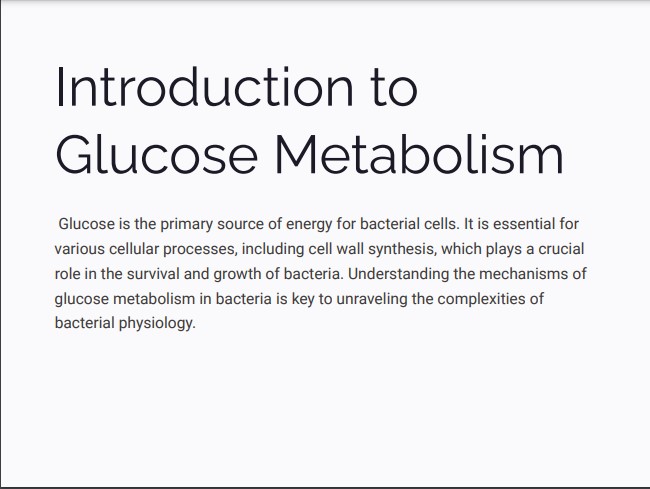 Introduction to
Glucose Metabolism
Glucose is the primary source of energy for bacterial cells. It is essential for
various cellular processes, including cell wall synthesis, which plays a crucial
role in the survival and growth of bacteria. Understanding the mechanisms of
glucose metabolism in bacteria is key to unraveling the complexities of
bacterial physiology.